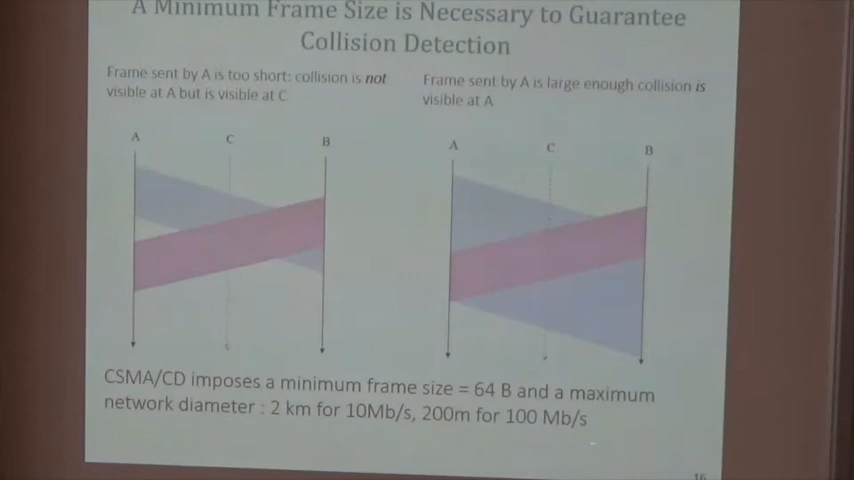 A Minimum Frame Size is Necessary to Guarantee
Collision Detection
Frame sent by A is too short: collision is not
visible at A but is visible at C
Frame sent by A is large enough collision is
visible at A
A
C
B
A
C
B
CSMA/CD imposes a minimum frame size = 64 B and a maximum
network diameter : 2 km for 10Mb/s, 200m for 100 Mb/s
16